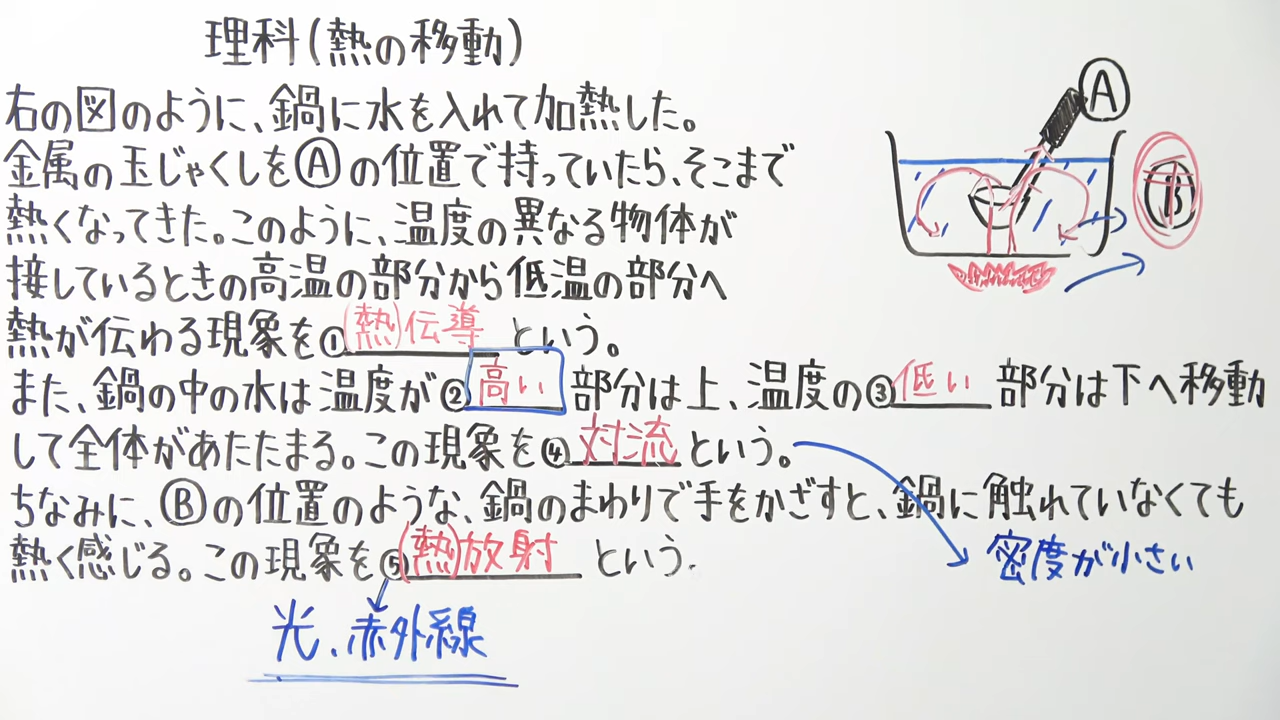 理科(熱の移動)
右の図のように、鍋に水を入れて加熱した。
金属の玉じゃくしをⒶの位置で持っていたら、そこまで
熱くなってきた。このように、温度の異なる物体が
接しているときの高温の部分から低温の部分へ
熱が伝わる現象を①(熱)伝導という。
また、鍋の中の水は温度が②高い部分は上、温度の③低い部分は下へ移動
して全体があたたまる。この現象を④対流という。
ちなみに、Ⓑの位置のような、鍋のまわりで手をかざすと、鍋に触れていなくても
熱く感じる。この現象を⑤(熱)放射という。
密度が小さい
光、赤外線
Ⓐ
Ⓑ